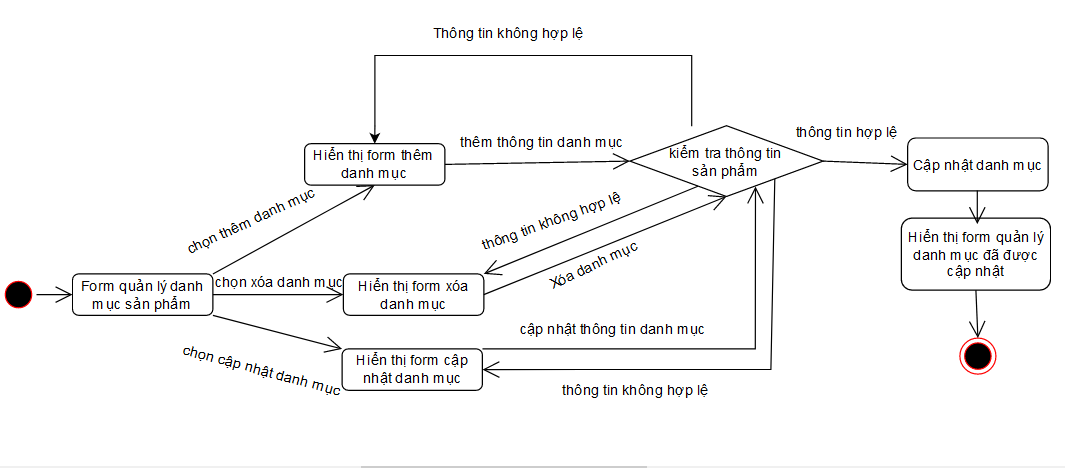 Thông tin không hợp lệ
thông tin hợp lệ
thêm thông tin danh mục
Hiển thị form thêm
danh mục
kiểm tra thông tin
sản phẩm
Cập nhật danh mục
chọn thêm danh mục
thông tin không hợp lệ
Hiển thị form quản lý
danh mục đã được
cập nhật
Xóa danh mục
Form quản lý danh
mục sản phẩm
chọn xóa danh mục
Hiển thị form xóa
danh mục
cập nhật thông tin danh mục
chọn cập nhật danh mục
Hiển thị form cập
nhật danh mục
thông tin không hợp lệ